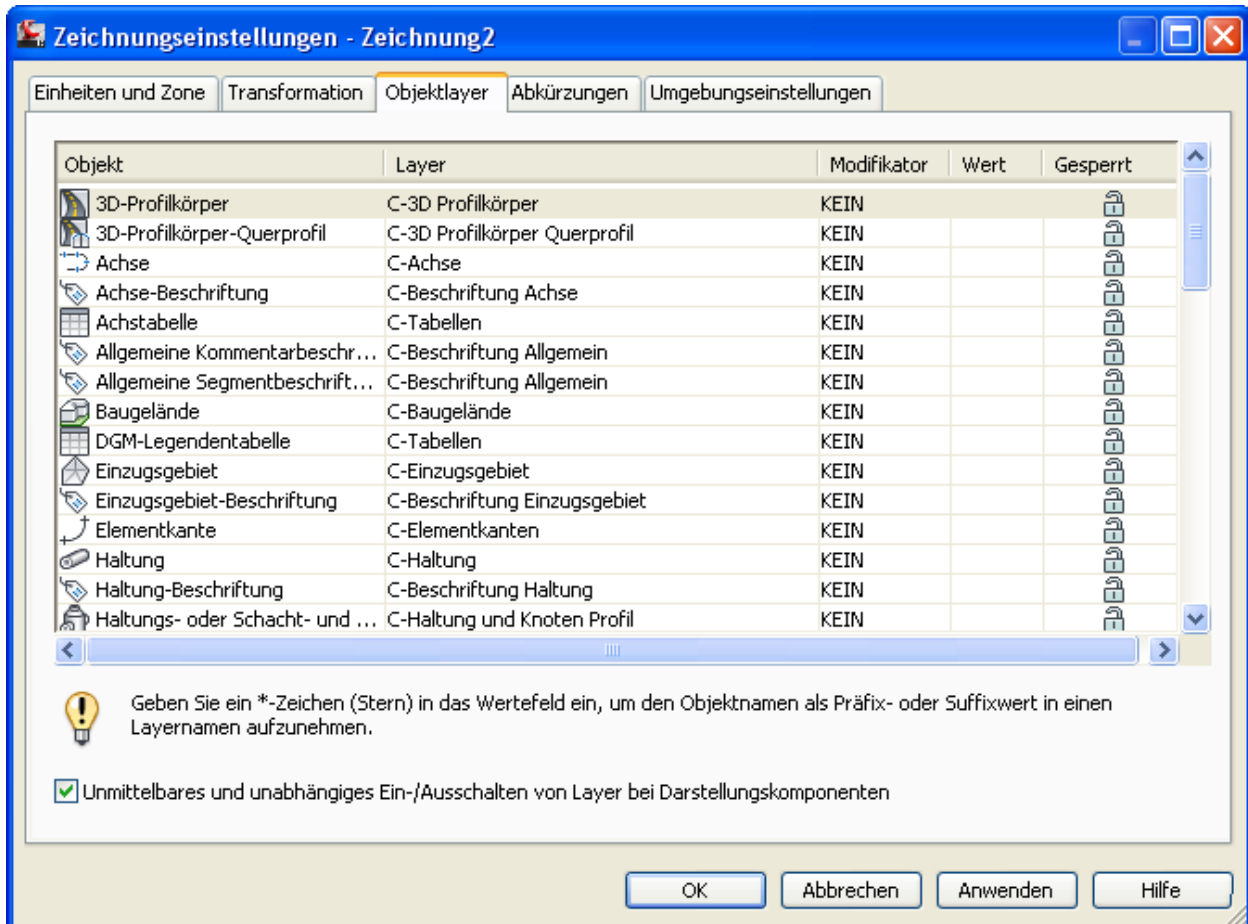 Zeichnungseinstellungen - Zeichnung2
Einheiten und Zone Transformation Objektlayer Abkürzungen Umgebungseinstellungen
Objekt Layer Modifikator Wert Gesperrt
3D-Profilkörper C-3D Profilkörper KEIN
3D-Profilkörper-Querprofil C-3D Profilkörper Querprofil KEIN
Achse C-Achse KEIN
Achse-Beschriftung C-Beschriftung Achse KEIN
Achstabelle C-Tabellen KEIN
Allgemeine Kommentarbeschr... C-Beschriftung Allgemein KEIN
Allgemeine Segmentbeschrift... C-Beschriftung Allgemein KEIN
Baugelände C-Baugelände KEIN
DGM-Legendentabelle C-Tabellen KEIN
Einzugsgebiet C-Einzugsgebiet KEIN
Einzugsgebiet-Beschriftung C-Beschriftung Einzugsgebiet KEIN
Elementkante C-Elementkanten KEIN
Haltung C-Haltung KEIN
Haltung-Beschriftung C-Beschriftung Haltung KEIN
Haltungs- oder Schacht- und ... C-Haltung und Knoten Profil KEIN
Geben Sie ein *-Zeichen (Stern) in das Wertefeld ein, um den Objektnamen als Präfix- oder Suffixwert in einen
Layernamen aufzunehmen.
Unmittelbares und unabhängiges Ein-/Ausschalten von Layer bei Darstellungskomponenten
OK Abbrechen Anwenden Hilfe